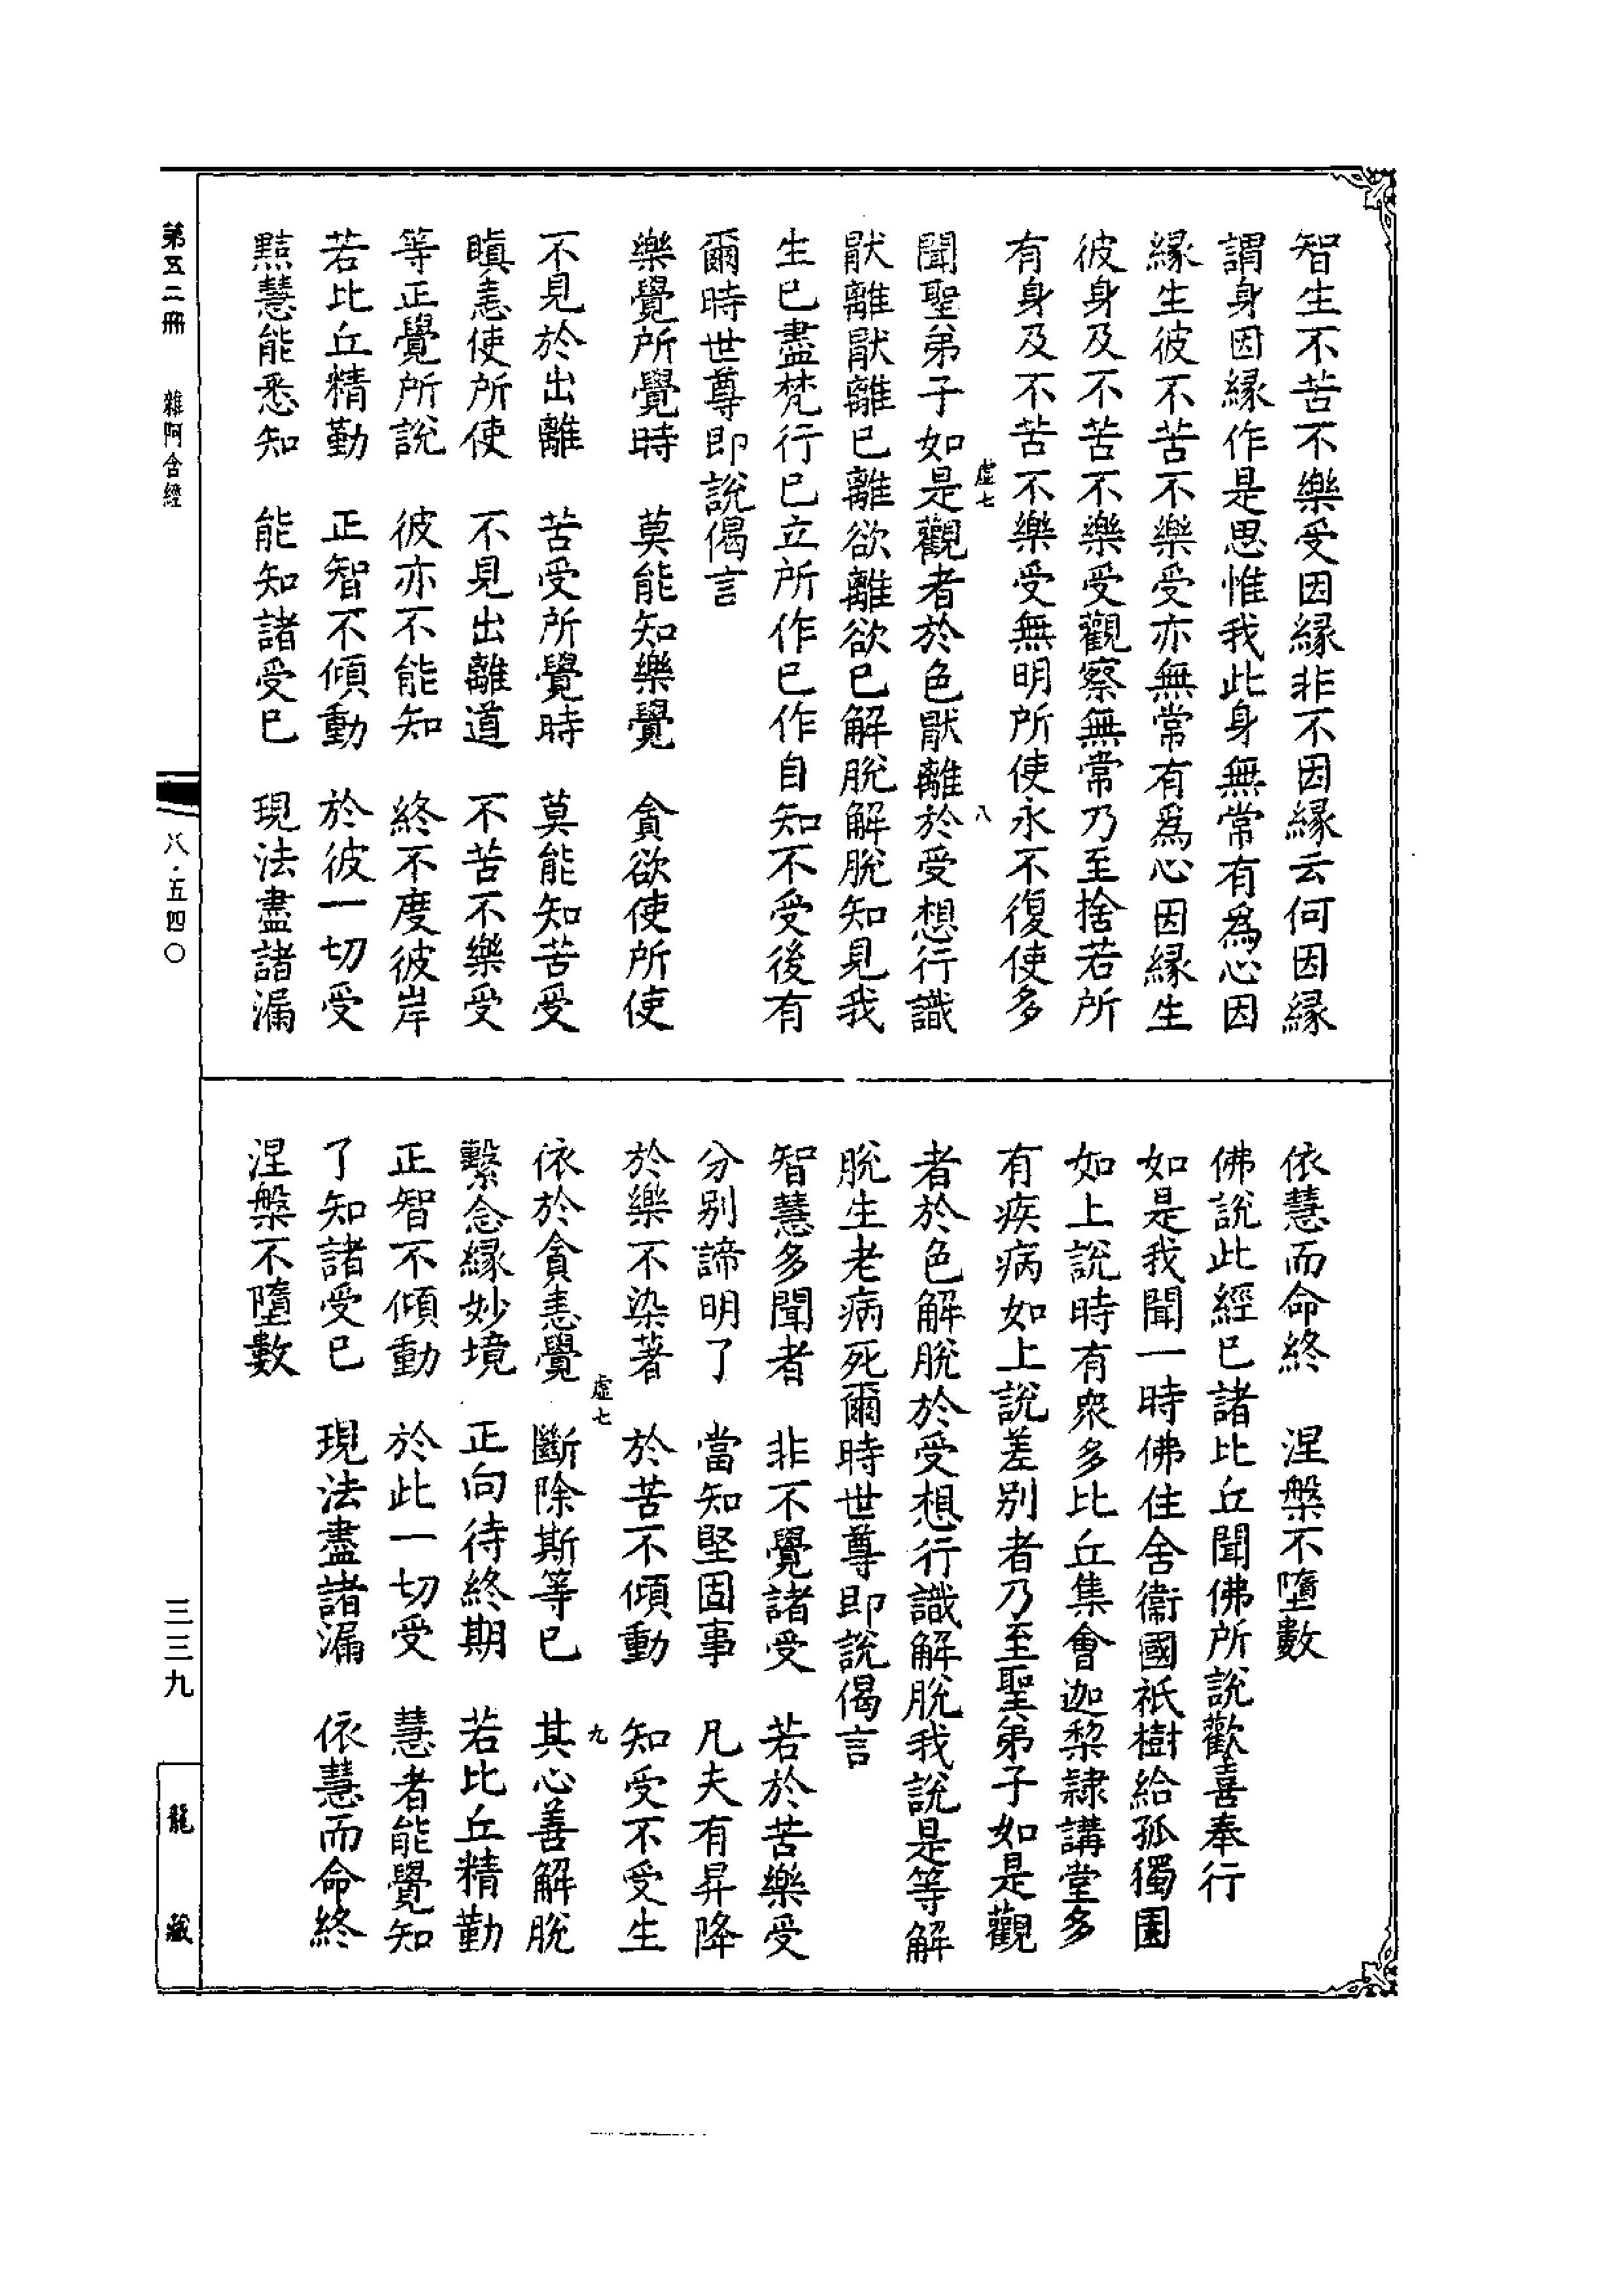 智生不苦不樂受因緣非不因緣云何因緣
謂身因緣作是思惟我此身無常有為心因
緣生彼不苦不樂受亦無常有為心因緣生
彼身及不苦不樂受觀察無常乃至捨若所
有身及不苦不樂受無明所使永不復使多
虛七 八
聞聖弟子如是觀者於色猒離於受想行識
猒離猒離已離欲離欲已解脫解脫知見我
生已盡梵行已立所作已作自知不受後有
爾時世尊即說偈言
樂覺所覺時 莫能知樂覺 貪欲使所使
不見於出離 苦受所覺時 莫能知苦受
瞋恚使所使 不見出離道 不苦不樂受
等正覺所說 彼亦不能知 終不度彼岸
若比丘精勤 正智不傾動 於彼一切受
黠慧能悉知 能知諸受已 現法盡諸漏
依慧而命終 涅槃不墮數
佛說此經已諸比丘聞佛所說歡喜奉行
如是我聞一時佛住舍衛國祇樹給孤獨園
如上說時有衆多比丘集會迦棃隸講堂多
有疾病如上說差別者乃至聖弟子如是觀
者於色解脫於受想行識解脫我說是等解
脫生老病死爾時世尊即說偈言
智慧多聞者 非不覺諸受 若於苦樂受
分別諦明了 當知堅固事 凡夫有昇降
於樂不染著 於苦不傾動 知受不受生
虛七 九
依於貪恚覺 斷除斯等已 其心善解脫
繫念緣妙境 正向待終期 若比丘精勤
正智不傾動 於此一切受 慧者能覺知
了知諸受已 現法盡諸漏 依慧而命終
涅槃不墮數
第五二冊 雜阿含經 八·五四〇 三三九 龍藏